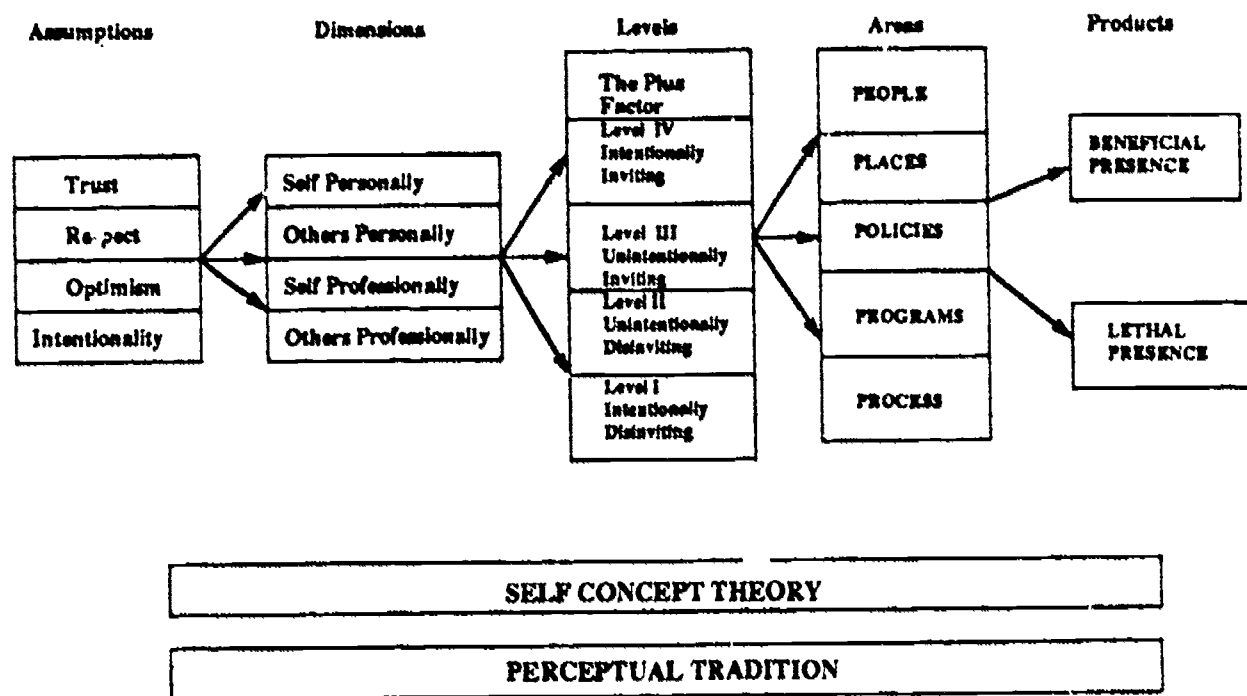 Assumptions
Dimensions
Levels
Areas
Products
Trust
Re-pect
Optimism
Intentionality
Self Personally
Others Personally
Self Professionally
Others Professionally
The Plus
Factor
Level IV
Intentionally
Inviting
Level III
Unintentionally
Inviting
Level II
Unintentionally
Disinviting
Level I
Intentionally
Disinviting
PEOPLE
PLACES
POLICIES
PROGRAMS
PROCESS
BENEFICIAL
PRESENCE
LETHAL
PRESENCE
SELF CONCEPT THEORY
PERCEPTUAL TRADITION